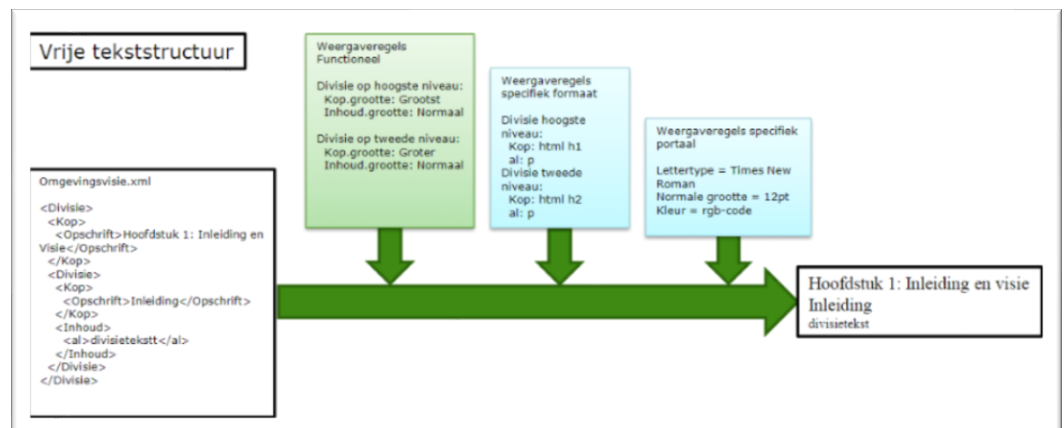 Vrije tekststructuur
Weergaveregels
Functioneel
Divisie op hoogste niveau:
Kop.grootte: Grootst
Inhoud.grootte: Normaal
Divisie op tweede niveau:
Kop.grootte: Groter
Inhoud.grootte: Normaal
Weergaveregels
specifiek formaat
Divisie hoogste
niveau:
Kop: html h1
al: p
Divisie tweede
niveau:
Kop: html h2
al: p
Weergaveregels specifiek
portaal
Lettertype = Times New
Roman
Normale grootte = 12pt
Kleur = rgb-code
Omgevingsvisie.xml
<Divisie>
<Kop>
<Opschrift>Hoofdstuk 1: Inleiding en
Visie</Opschrift>
</Kop>
<Divisie>
<Kop>
<Opschrift>Inleiding</Opschrift>
</Kop>
<Inhoud>
<al>divisietekstt</al>
</Inhoud>
</Divisie>
</Divisie>
Hoofdstuk 1: Inleiding en visie
Inleiding
divisietekst